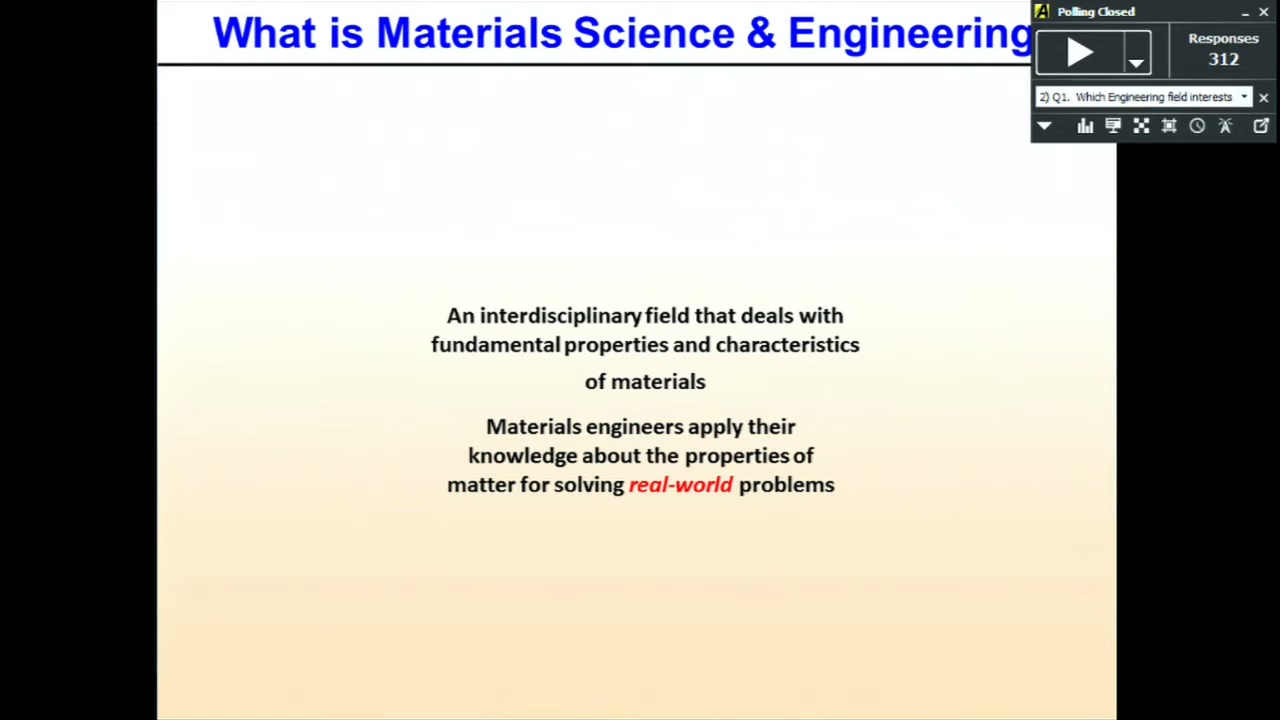 What is Materials Science & Engineering
Polling Closed
Responses
312
2) Q1. Which Engineering field interests
An interdisciplinary field that deals with
fundamental properties and characteristics
of materials
Materials engineers apply their
knowledge about the properties of
matter for solving real-world problems